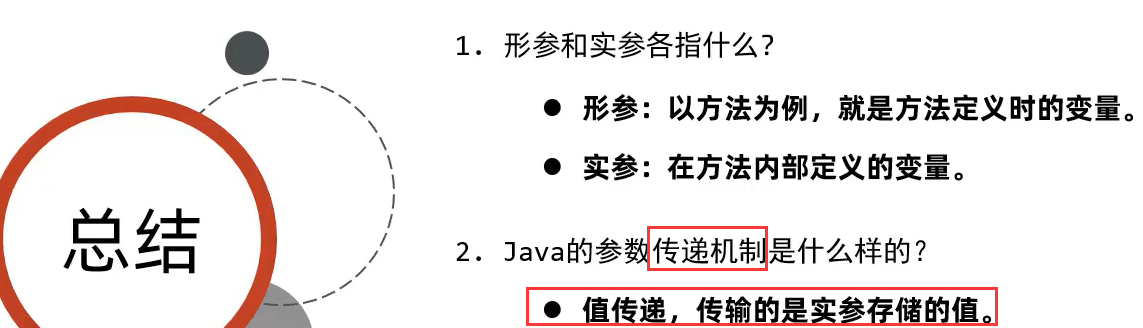 总结
1. 形参和实参各指什么?
● 形参：以方法为例，就是方法定义时的变量。
● 实参：在方法内部定义的变量。
2. Java的参数传递机制是什么样的?
● 值传递，传输的是实参存储的值。